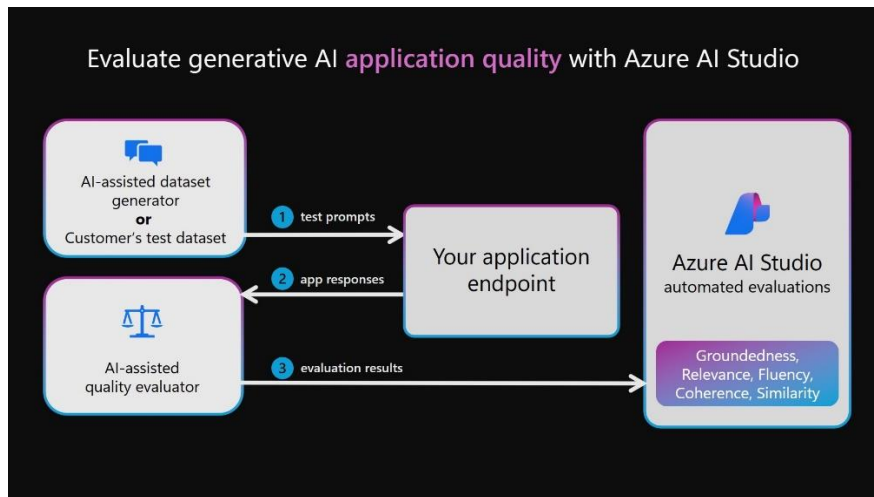 Evaluate generative AI application quality with Azure AI Studio
AI-assisted dataset
generator
or
Customer's test dataset
1 test prompts
2 app responses
Your application
endpoint
AI-assisted
quality evaluator
3 evaluation results
Azure AI Studio
automated evaluations
Groundedness,
Relevance, Fluency,
Coherence, Similarity